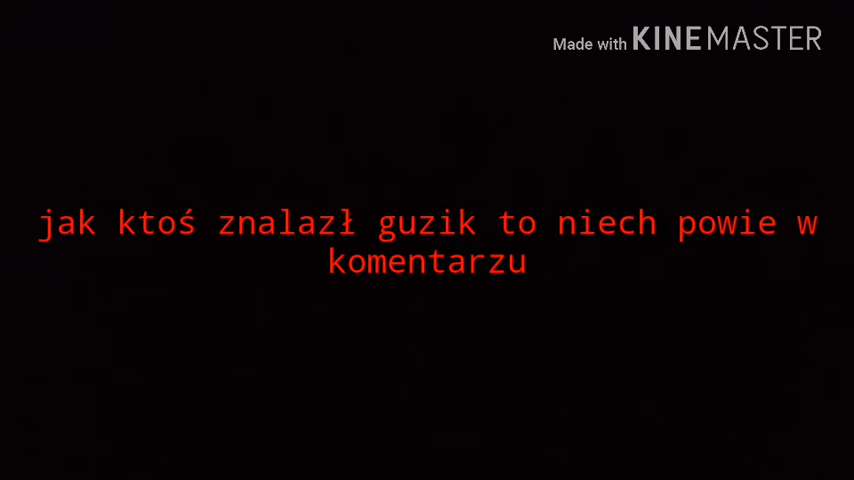 Made with KINEMASTER
jak ktoś znalazł guzik to niech powie w
komentarzu